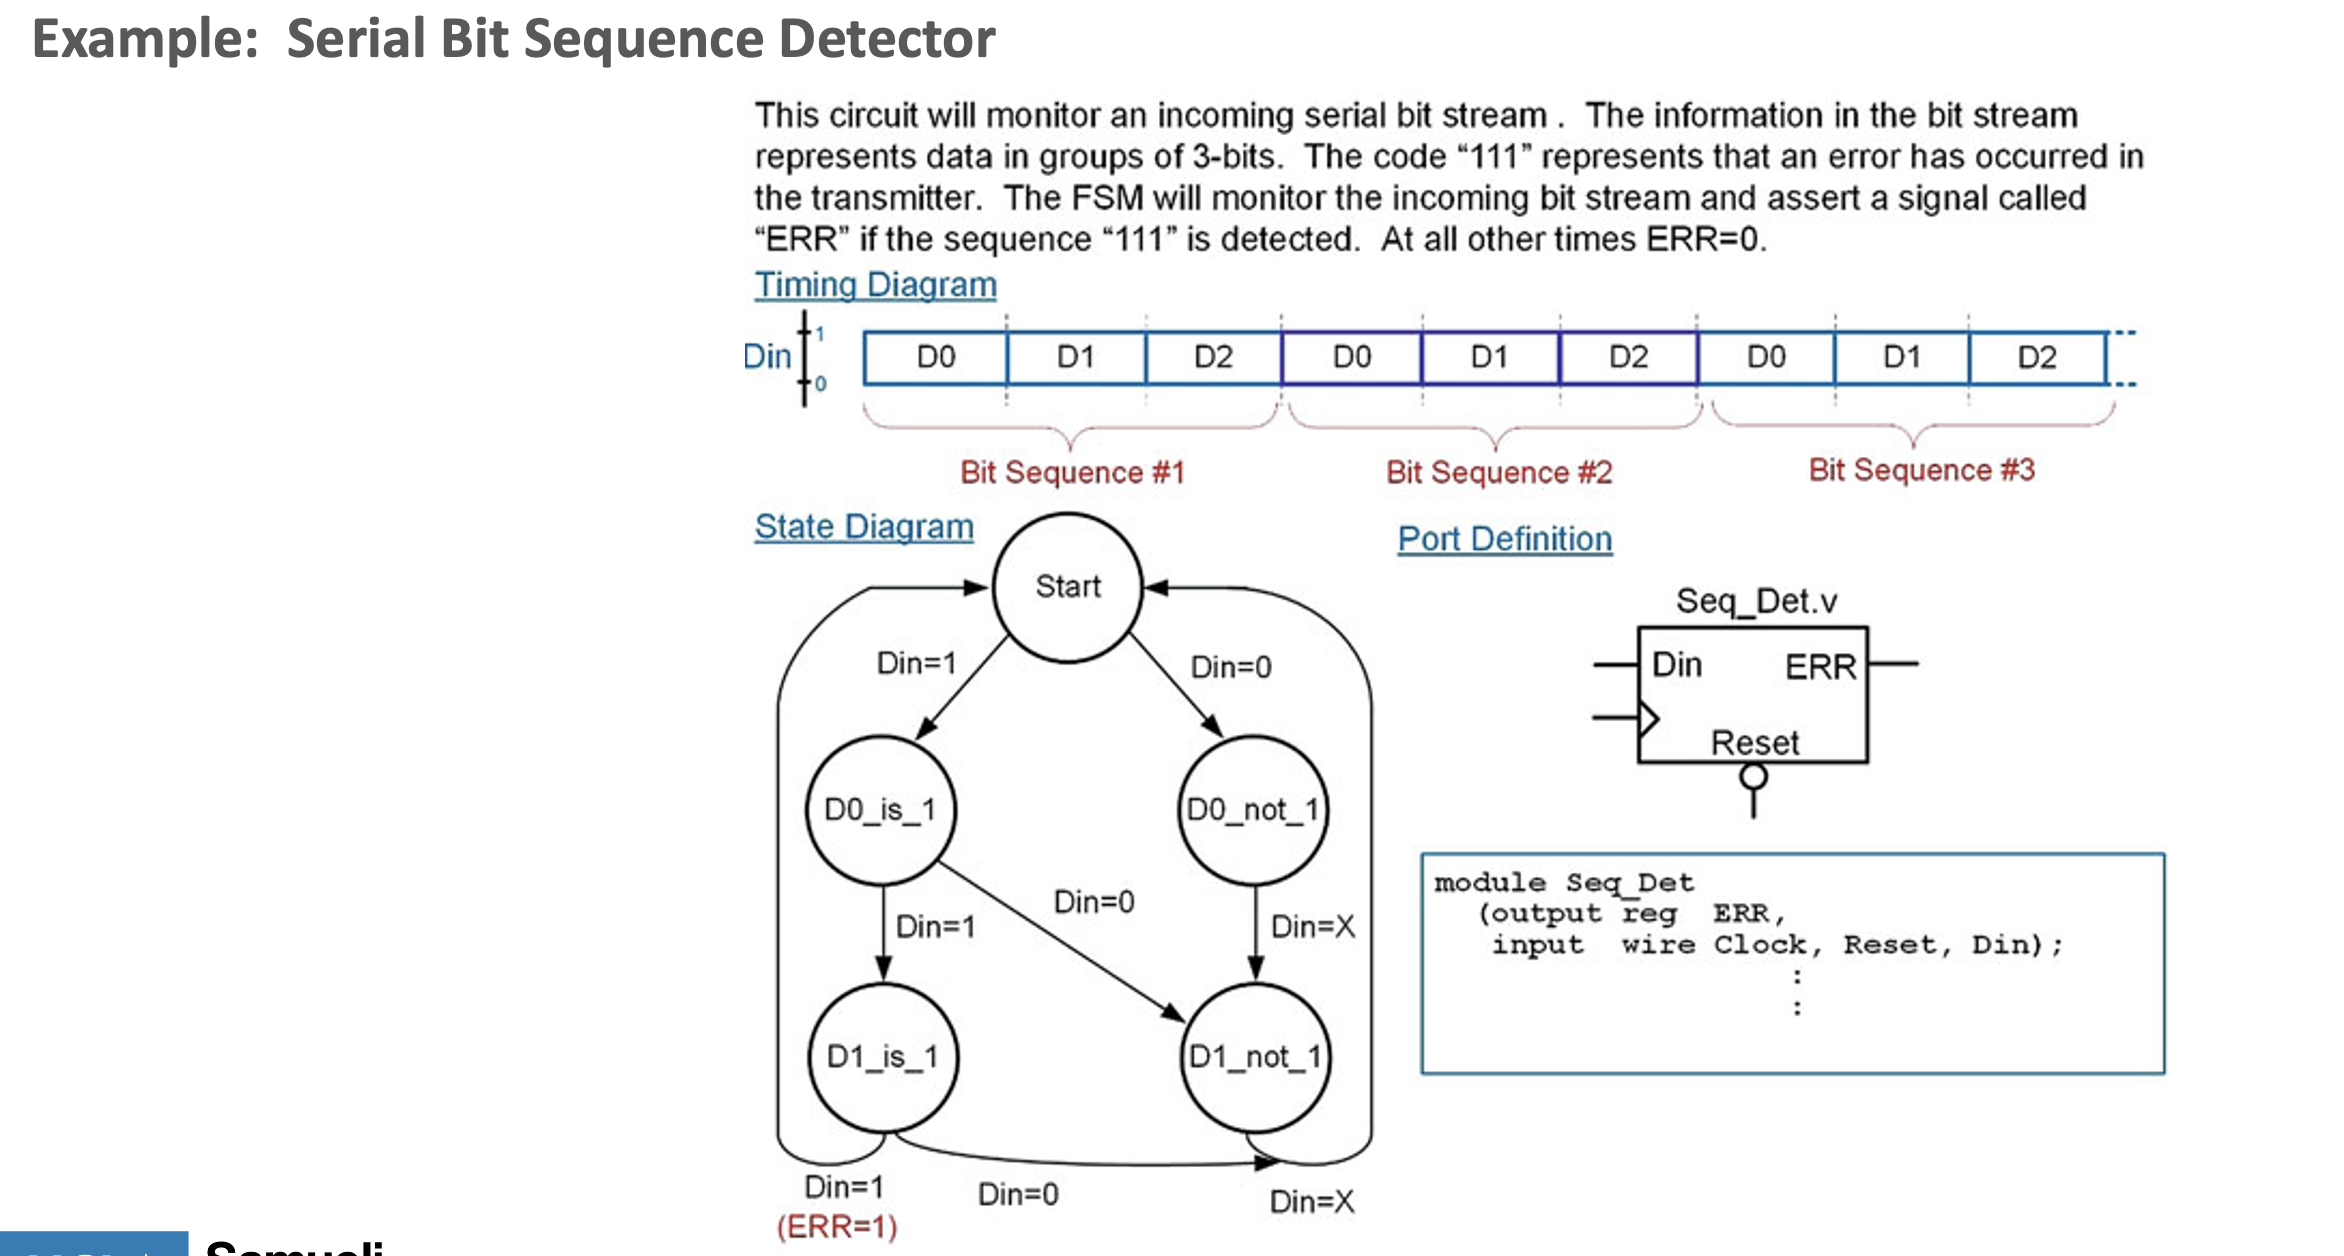 Example: Serial Bit Sequence Detector
This circuit will monitor an incoming serial bit stream . The information in the bit stream
represents data in groups of 3-bits. The code “111” represents that an error has occurred in
the transmitter. The FSM will monitor the incoming bit stream and assert a signal called
“ERR” if the sequence “111” is detected. At all other times ERR=0.
Timing Diagram
1
Din
0
D0 D1 D2 D0 D1 D2 D0 D1 D2
Bit Sequence #1 Bit Sequence #2 Bit Sequence #3
State Diagram
Start
Din=1 Din=0
D0_is_1 D0_not_1
Din=0
Din=1 Din=X
D1_is_1 D1_not_1
Din=1 Din=0 Din=X
(ERR=1)
Port Definition
Seq_Det.v
Din ERR
Reset
module Seq_Det
(output reg ERR,
input wire Clock, Reset, Din);
:
: